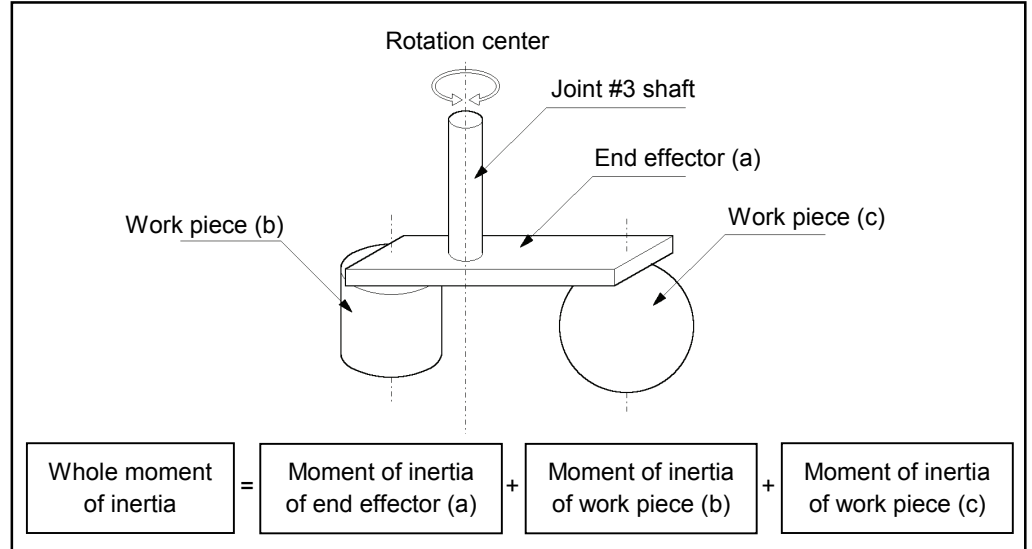 Rotation center
Joint #3 shaft
End effector (a)
Work piece (b)
Work piece (c)
Whole moment
of inertia
=
Moment of inertia
of end effector (a)
+
Moment of inertia
of work piece (b)
+
Moment of inertia
of work piece (c)